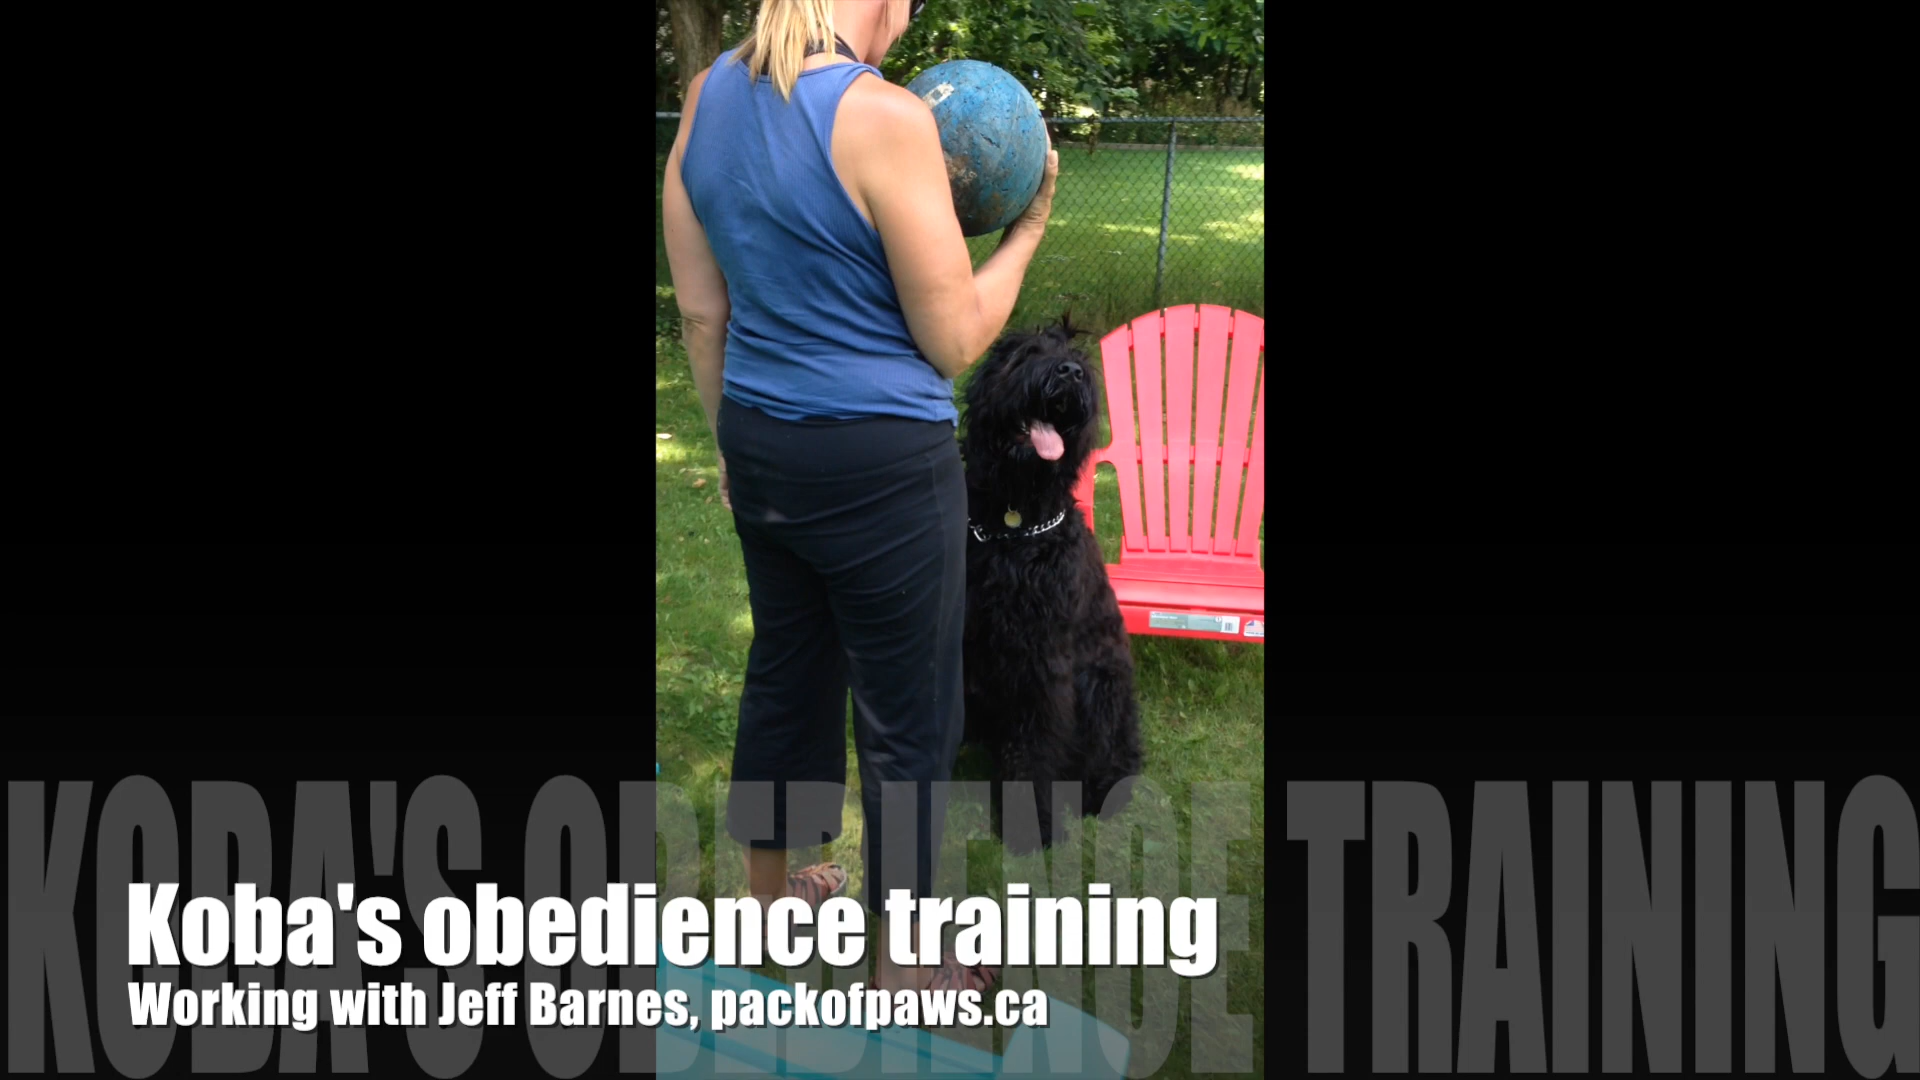 KOBA'S OBEDIENCE TRAINING
Koba's obedience training
Working with Jeff Barnes, packofpaws.ca